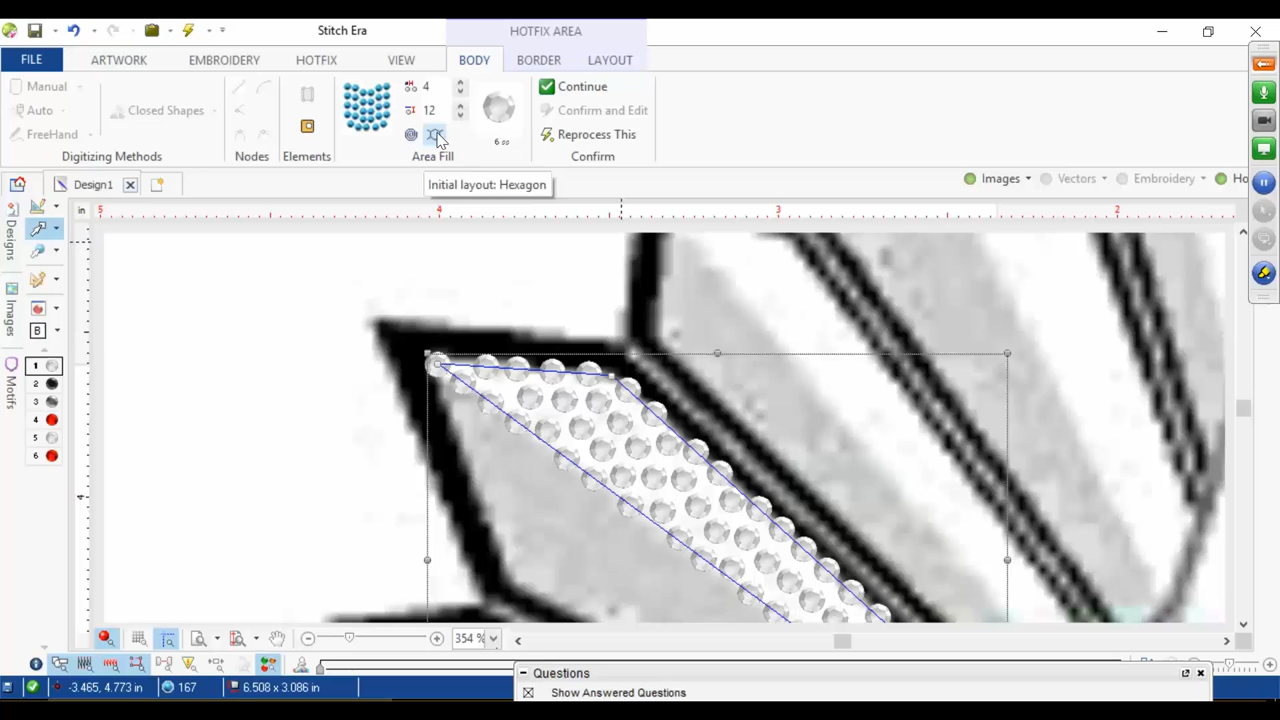 Stitch Era
HOTFIX AREA
FILE ARTWORK EMBROIDERY HOTFIX VIEW BODY BORDER LAYOUT
Manual 4 Continue
Auto Closed Shapes 12 Confirm and Edit
FreeHand 6 ss Reprocess This
Digitizing Methods Nodes Elements Area Fill Confirm
Design1 Initial layout: Hexagon Images Vectors Embroidery Ho
in 5 4 3 2
Designs
Images
B
Motifs
4
1
2
3
4
5
6
354 %
Questions
-3.465, 4.773 in 167 6.508 x 3.086 in Show Answered Questions